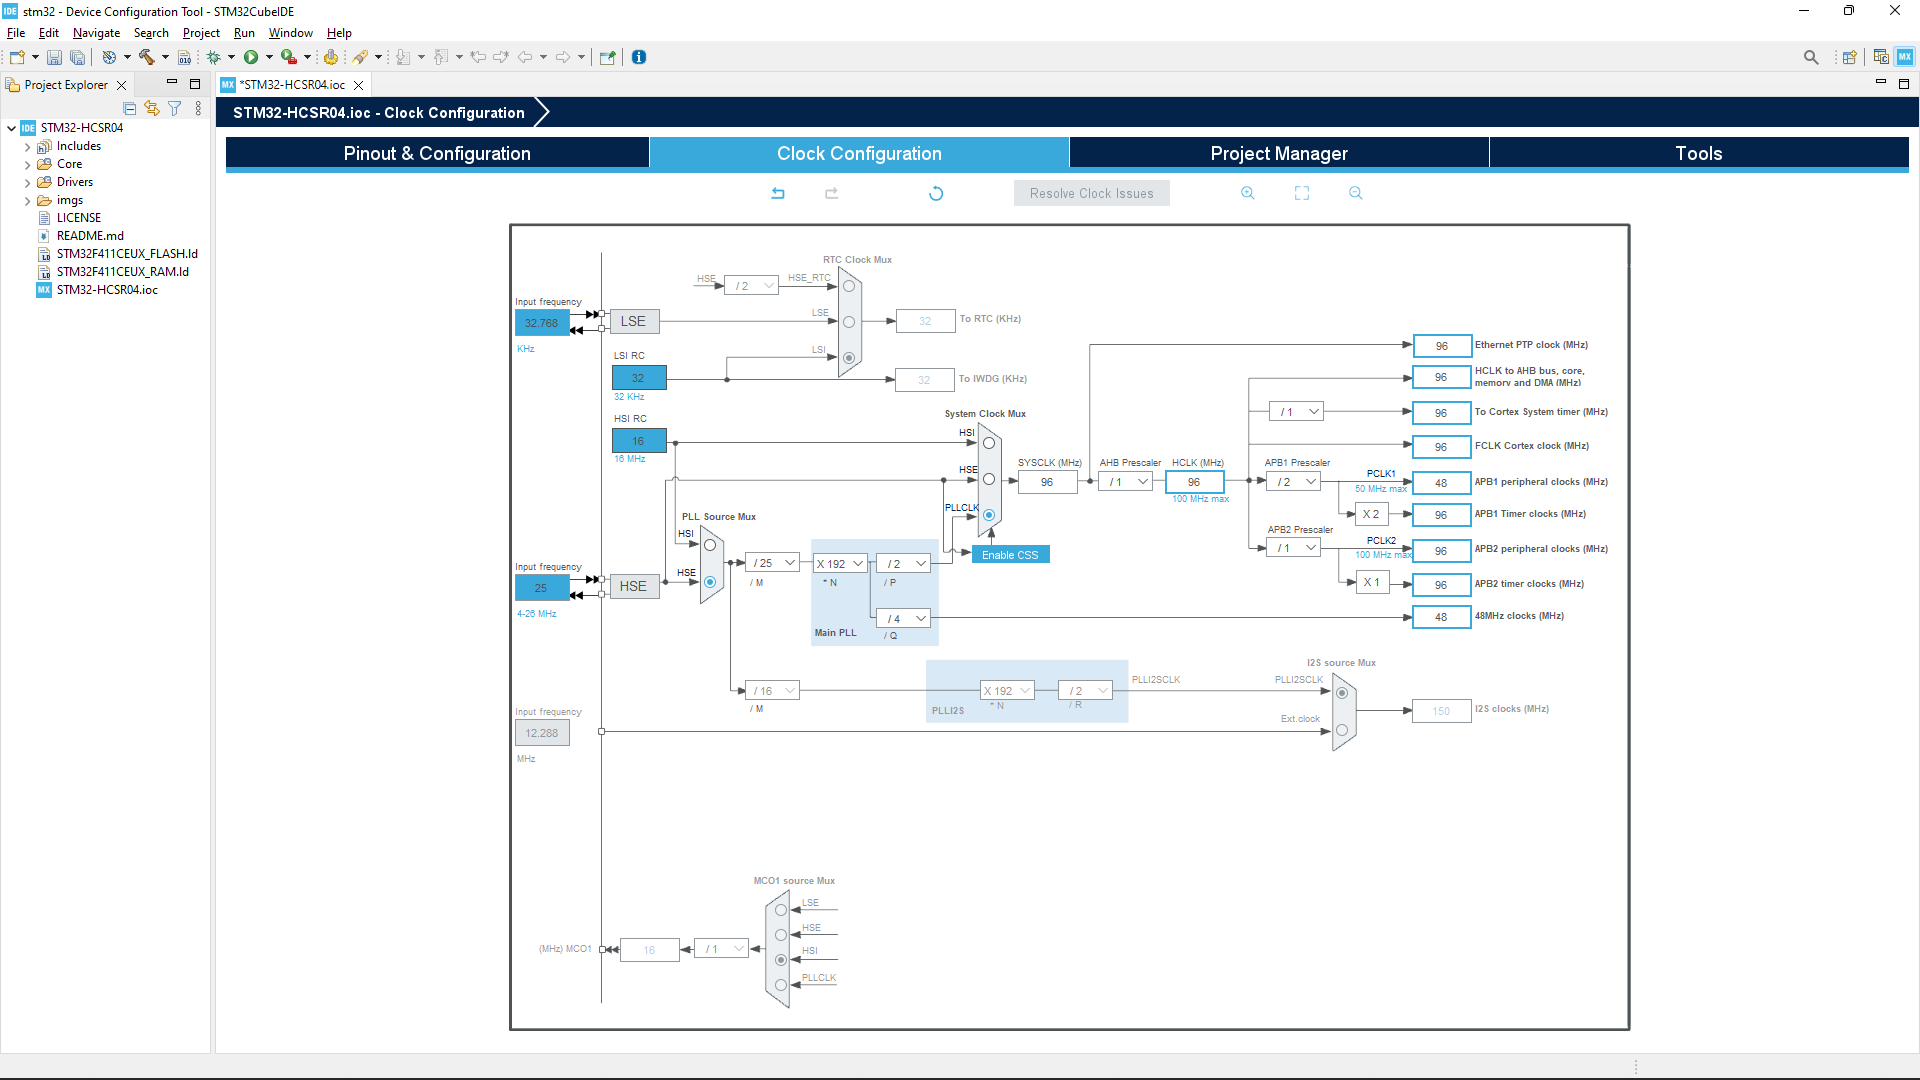 IDE stm32 - Device Configuration Tool - STM32CubeIDE
File Edit Navigate Search Project Run Window Help
Project Explorer
MX *STM32-HCSR04.ioc
IDE STM32-HCSR04
Includes
Core
Drivers
imgs
LICENSE
README.md
STM32F411CEUX_FLASH.ld
STM32F411CEUX_RAM.ld
MX STM32-HCSR04.ioc
STM32-HCSR04.ioc - Clock Configuration
Pinout & Configuration Clock Configuration Project Manager Tools
Resolve Clock Issues
RTC Clock Mux
HSE / 2 HSE_RTC
Input frequency
32.768 LSE LSE 32 To RTC (KHz)
KHz
LSI RC LSI
32 32 To IWDG (KHz)
32 KHz
HSI RC
16
16 MHz
System Clock Mux
HSI
HSE
PLLCLK
Enable CSS
SYSCLK (MHz)
96
AHB Prescaler
/ 1
HCLK (MHz)
96
100 MHz max
96 Ethernet PTP clock (MHz)
96 HCLK to AHB bus, core,
memory and DMA (MHz)
/ 1 96 To Cortex System timer (MHz)
96 FCLK Cortex clock (MHz)
APB1 Prescaler
/ 2 PCLK1
50 MHz max
48 APB1 peripheral clocks (MHz)
X 2 96 APB1 Timer clocks (MHz)
APB2 Prescaler
/ 1 PCLK2
100 MHz max
96 APB2 peripheral clocks (MHz)
X 1 96 APB2 timer clocks (MHz)
48 48MHz clocks (MHz)
PLL Source Mux
HSI
HSE
Input frequency
25 HSE
4-26 MHz
/ 25 X 192 / 2
/ M * N / P
/ 4
Main PLL / Q
/ 16 X 192 / 2 PLLI2SCLK
/ M PLLI2S * N / R
I2S source Mux
PLLI2SCLK
Ext.clock
150 I2S clocks (MHz)
Input frequency
12.288
MHz
MCO1 source Mux
LSE
HSE
HSI
PLLCLK
(MHz) MCO1 16 / 1